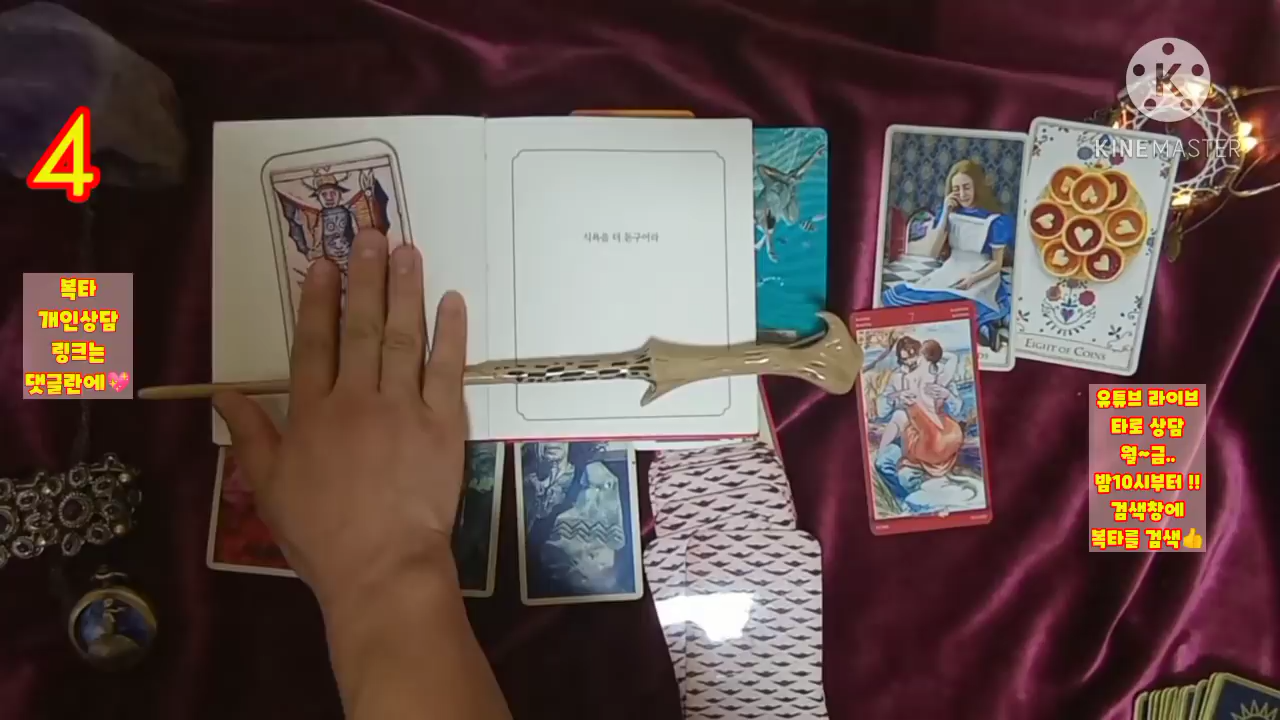 4
복타
개인상담
링크는
댓글란에💖
식욕을 더 돋구어라
7
EIGHT OF COINS
K
KINEMASTER
유튜브 라이브
타로 상담
월~금..
밤10시부터 !!
검색창에
복타를 검색👍